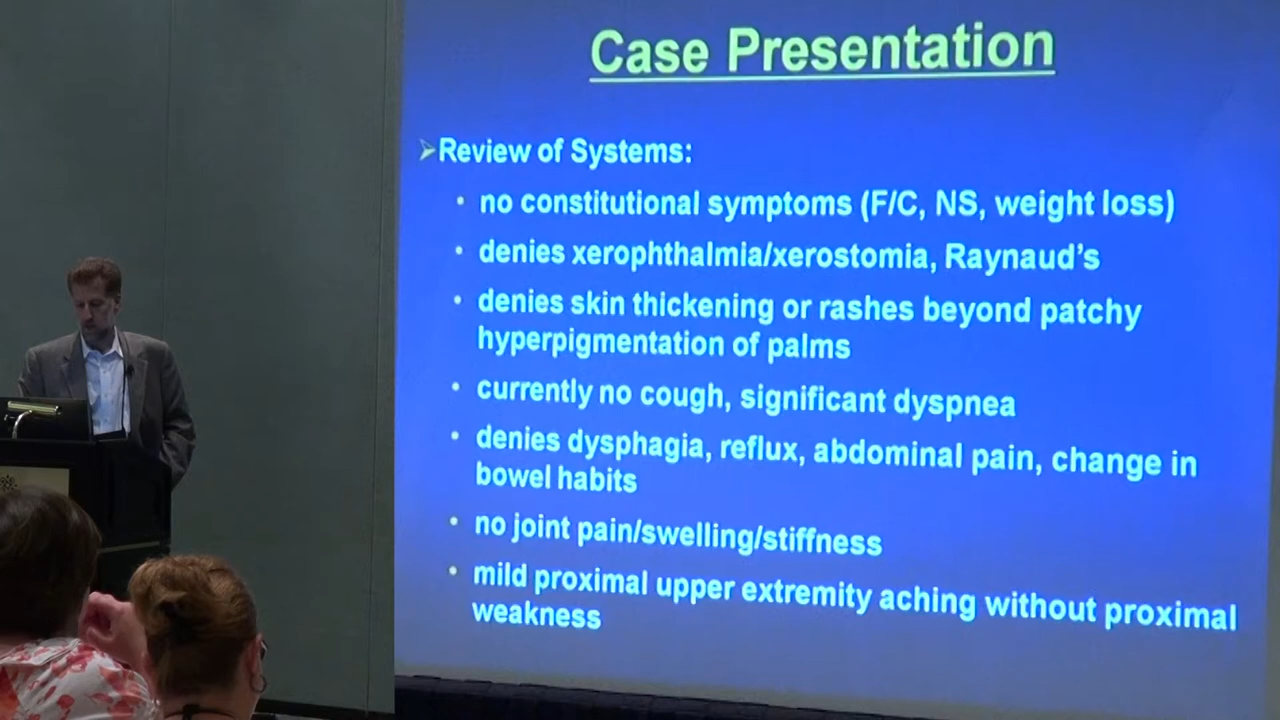 Case Presentation
➢Review of Systems:
• no constitutional symptoms (F/C, NS, weight loss)
• denies xerophthalmia/xerostomia, Raynaud's
• denies skin thickening or rashes beyond patchy
hyperpigmentation of palms
• currently no cough, significant dyspnea
• denies dysphagia, reflux, abdominal pain, change in
bowel habits
• no joint pain/swelling/stiffness
• mild proximal upper extremity aching without proximal
weakness